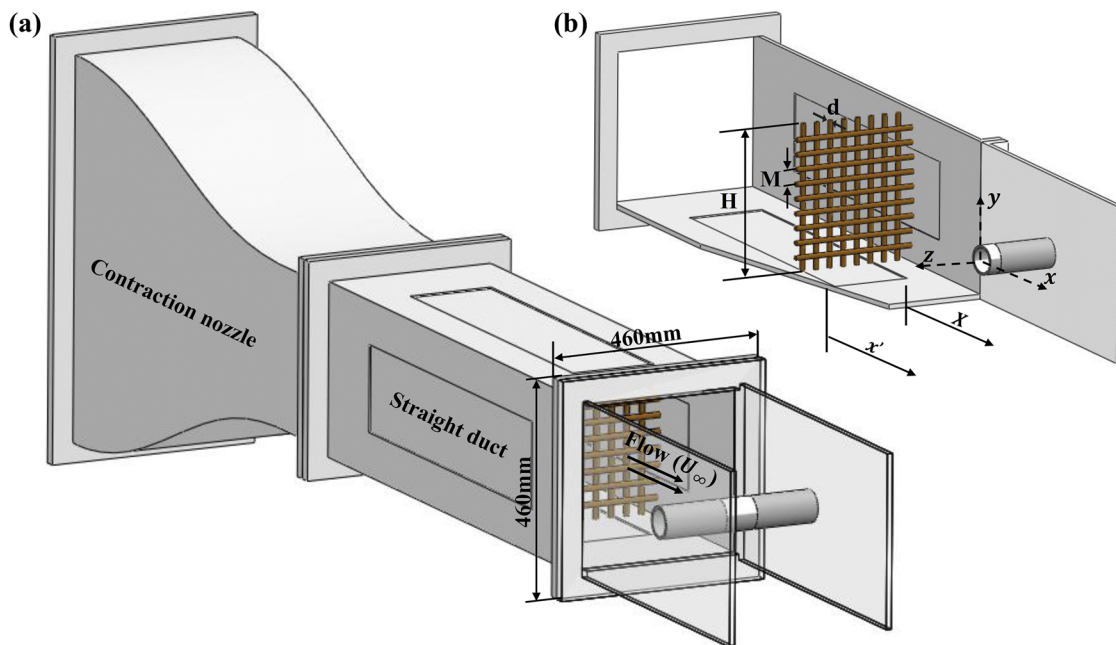 (a)
Contraction nozzle
Straight duct
460mm
460mm
Flow (U∞)
(b)
d
M
H
y
z
x
X
x'